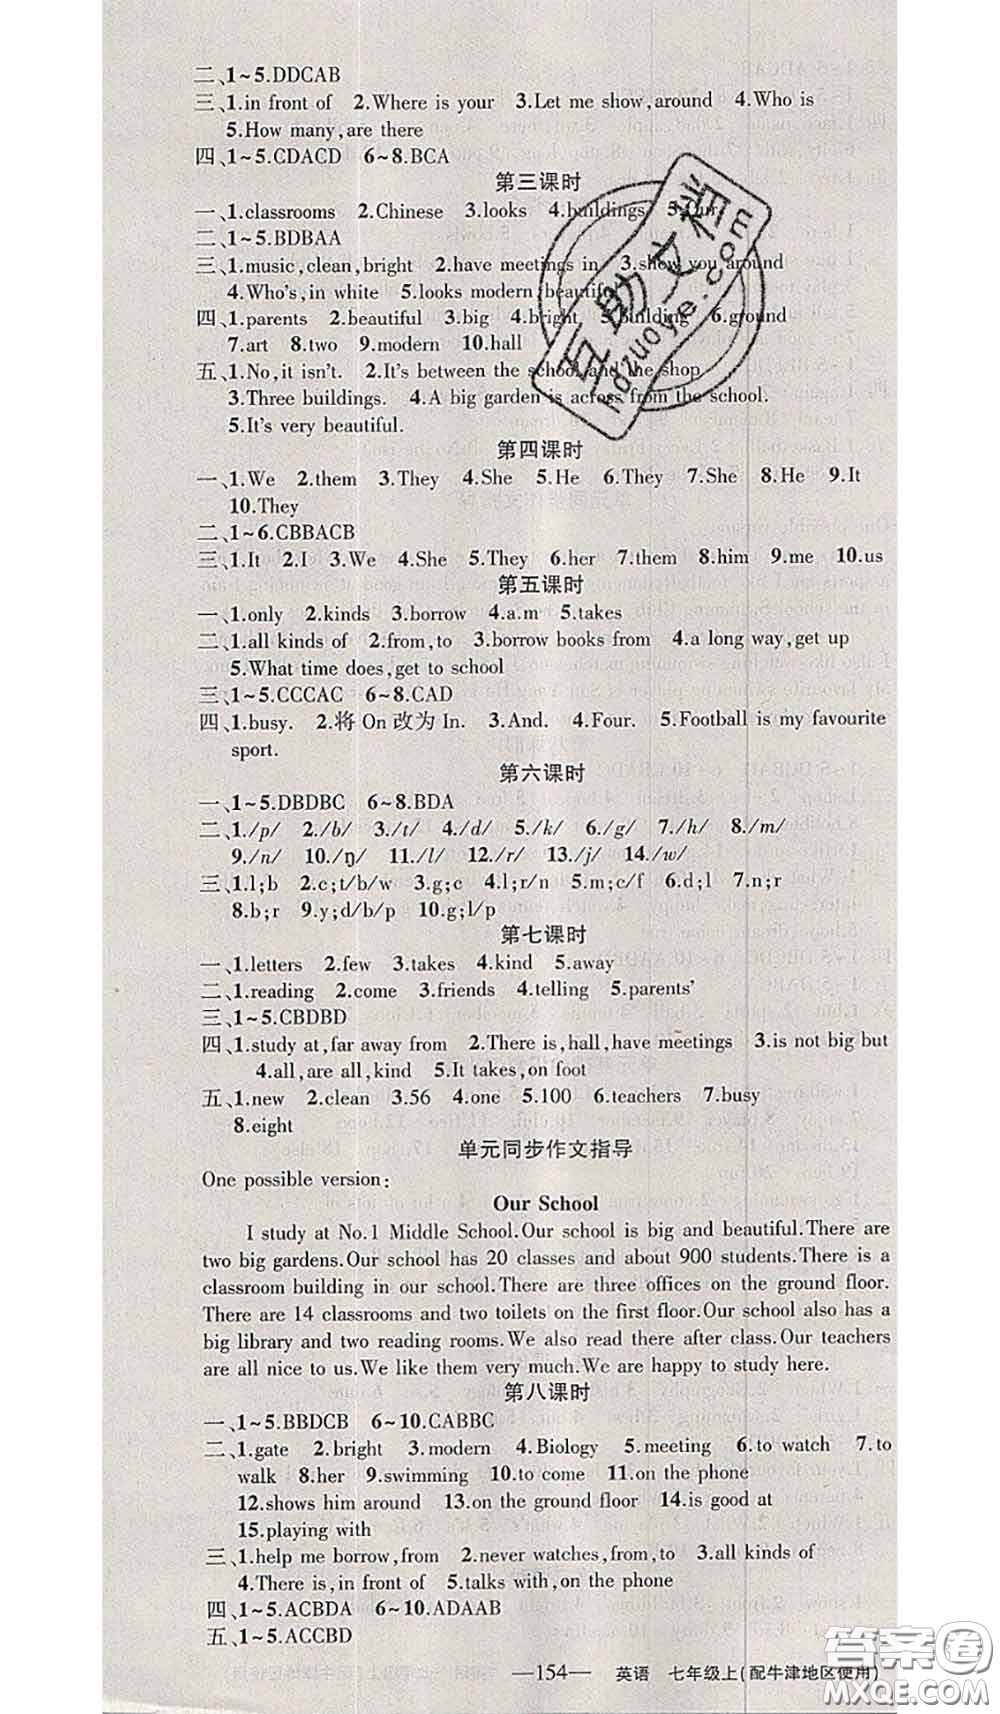 二、1~5.DDCAB
三、1.in front of 2.Where is your 3.Let me show,around 4.Who is
5.How many,are there
四、1~5.CDACD 6~8.BCA
第三课时
一、1.classrooms 2.Chinese 3.looks 4.buildings 5.Our
二、1~5.BDBAA
三、1.music,clean,bright 2.have meetings in 3.show you around
4.Who's,in white 5.looks modern,beautiful
四、1.parents 2.beautiful 3.big 4.bright 5.building 6.ground
7.art 8.two 9.modern 10.hall
五、1.No,it isn't. 2.It's between the school and the shop.
3.Three buildings. 4.A big garden is across from the school.
5.It's very beautiful.
第四课时
一、1.We 2.them 3.They 4.She 5.He 6.They 7.She 8.He 9.It
10.They
二、1~6.CBBACB
三、1.It 2.I 3.We 4.She 5.They 6.her 7.them 8.him 9.me 10.us
第五课时
一、1.only 2.kinds 3.borrow 4.a.m 5.takes
二、1.all kinds of 2.from,to 3.borrow books from 4.a long way,get up
5.What time does,get to school
三、1~5.CCCAC 6~8.CAD
四、1.busy. 2.将 On 改为 In. 3.And. 4.Four. 5.Football is my favourite
sport.
第六课时
一、1~5.DBDBC 6~8.BDA
二、1./p/ 2./b/ 3./t/ 4./d/ 5./k/ 6./g/ 7./h/ 8./m/
9./n/ 10./ŋ/ 11./l/ 12./r/ 13./j/ 14./w/
三、1.l;b 2.c;t/b/w 3.g;c 4.l;r/n 5.m;c/f 6.d;l 7.n;r
8.b;r 9.y;d/b/p 10.g;l/p
第七课时
一、1.letters 2.few 3.takes 4.kind 5.away
二、1.reading 2.come 3.friends 4.telling 5.parents'
三、1~5.CBDBD
四、1.study at,far away from 2.There is,hall,have meetings 3.is not big but
4.all,are all,kind 5.It takes,on foot
五、1.new 2.clean 3.56 4.one 5.100 6.teachers 7.busy
8.eight
单元同步作文指导
One possible version:
Our School
I study at No.1 Middle School.Our school is big and beautiful.There are
two big gardens.Our school has 20 classes and about 900 students.There is a
classroom building in our school.There are three offices on the ground floor.
There are 14 classrooms and two toilets on the first floor.Our school also has a
big library and two reading rooms.We also read there after class.Our teachers
are all nice to us.We like them very much.We are happy to study here.
第八课时
一、1~5.BBDCB 6~10.CABBC
二、1.gate 2.bright 3.modern 4.Biology 5.meeting 6.to watch 7.to
walk 8.her 9.swimming 10.to come 11.on the phone
12.shows him around 13.on the ground floor 14.is good at
15.playing with
三、1.help me borrow,from 2.never watches,from,to 3.all kinds of
4.There is,in front of 5.talks with,on the phone
四、1~5.ACBDA 6~10.ADAAB
五、1~5.ACCBD
—154— 英语 七年级上(配牛津地区使用)
互助文档
hdzuoye.com
答案圈
MXQE.COM